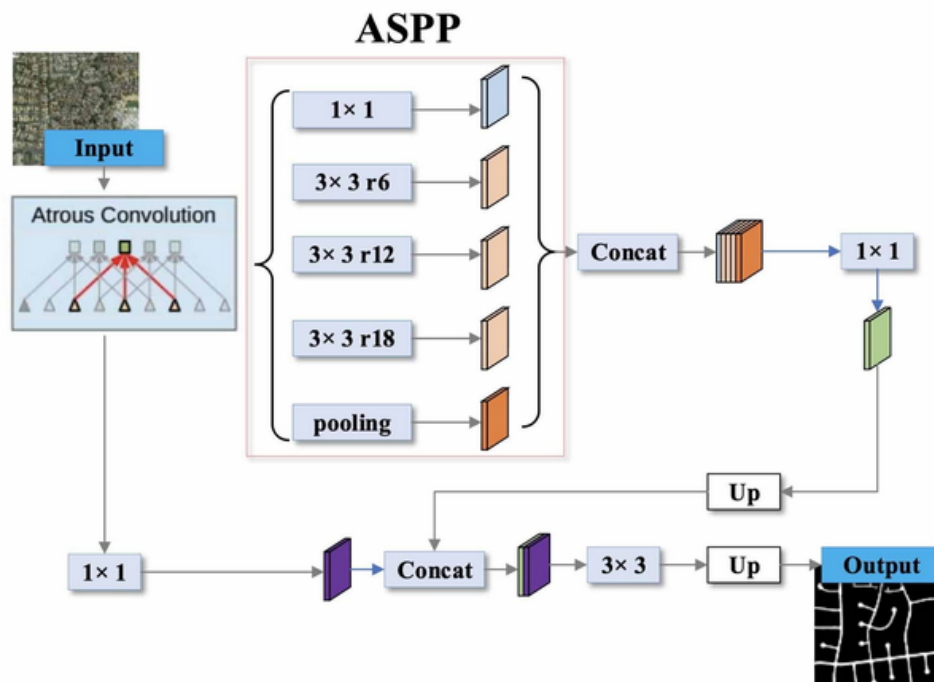 ASPP
Input
Atrous Convolution
1× 1
3× 3 r6
3× 3 r12
3× 3 r18
pooling
Concat
1× 1
Up
1× 1
Concat
3× 3
Up
Output